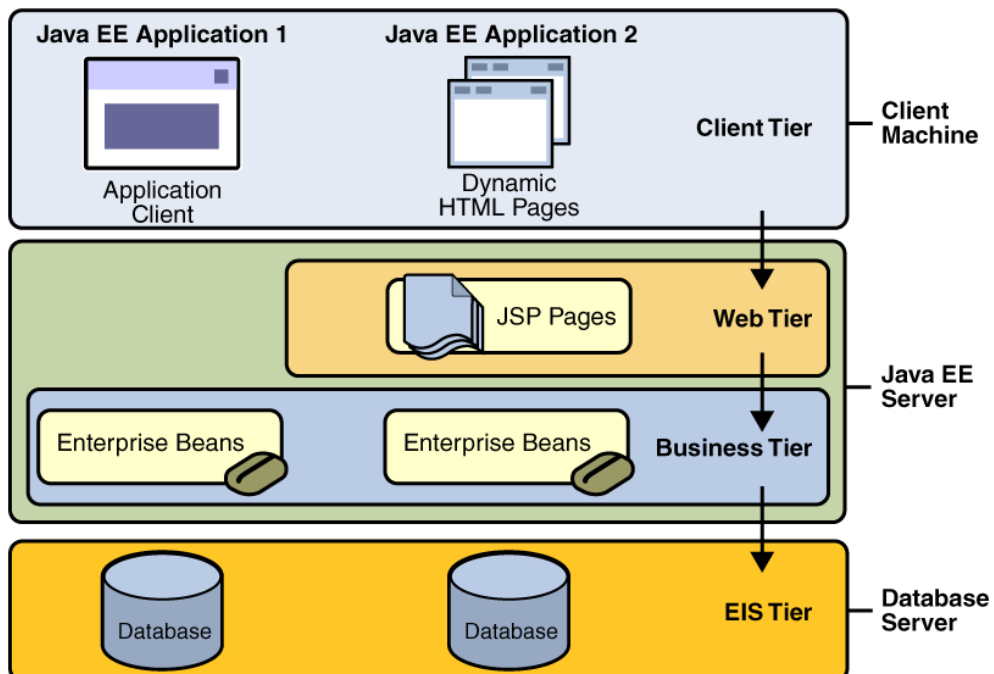 Java EE Application 1
Java EE Application 2
Application
Client
Dynamic
HTML Pages
Client Tier
Client
Machine
JSP Pages
Web Tier
Java EE
Server
Enterprise Beans
Enterprise Beans
Business Tier
Database
Database
EIS Tier
Database
Server